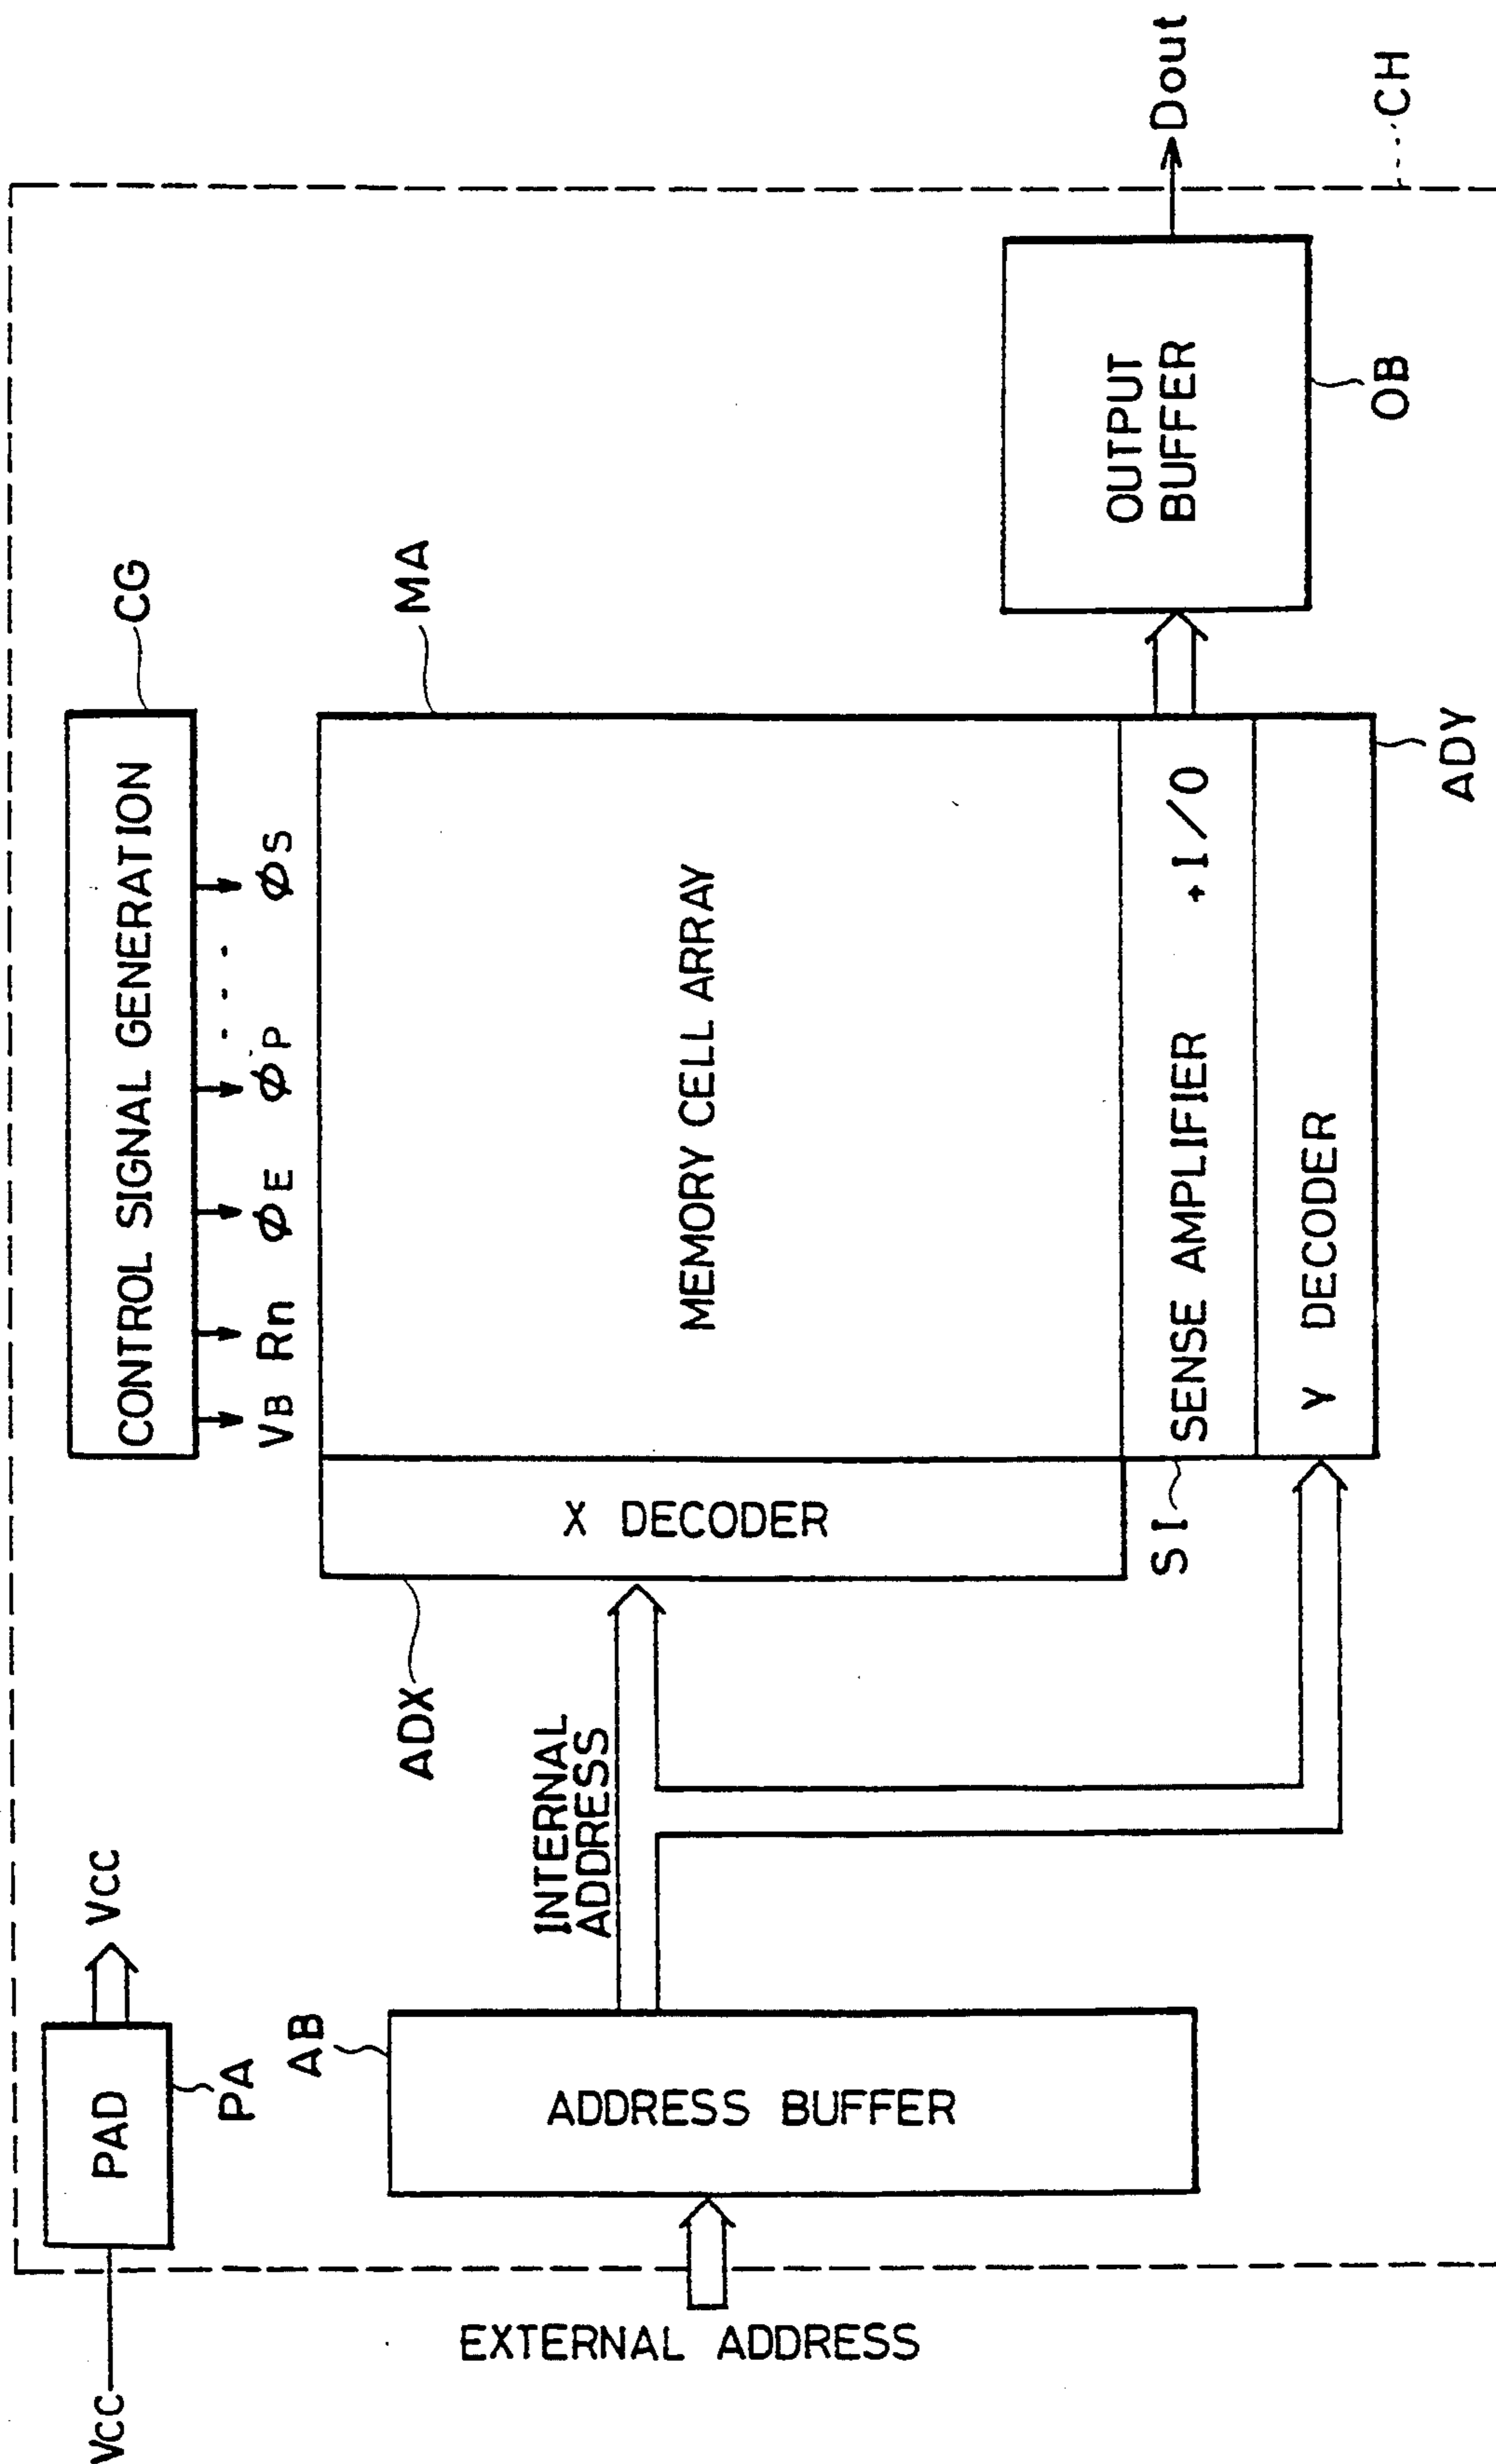 Vcc
PAD
Vcc
PA
CONTROL SIGNAL GENERATION
CG
VB Rn φE φP ... φS
EXTERNAL ADDRESS
ADDRESS BUFFER
AB
INTERNAL
ADDRESS
ADX
X DECODER
MEMORY CELL ARRAY
MA
SI
SENSE AMPLIFIER +I/O
Y DECODER
ADY
OUTPUT
BUFFER
OB
Dout
CH